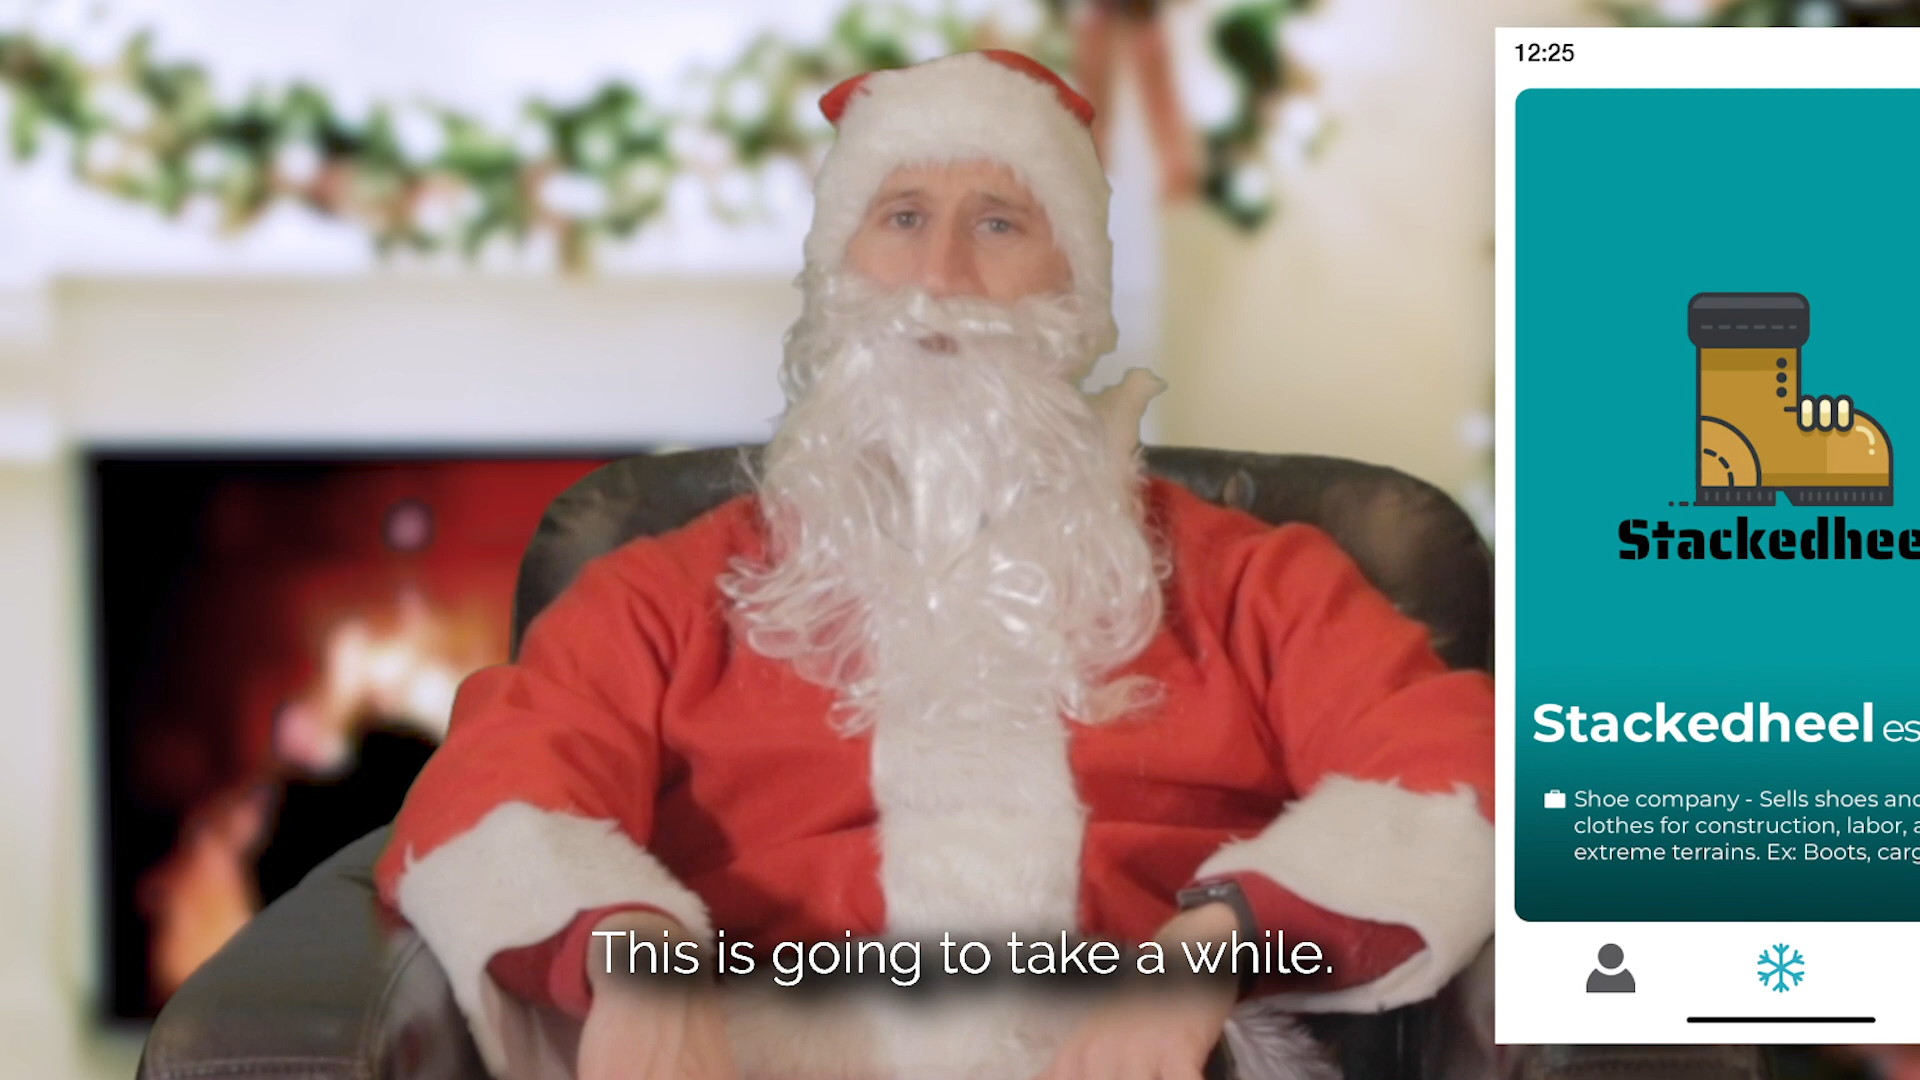 12:25
Stackedhee
Stackedheel es
Shoe company - Sells shoes and
clothes for construction, labor, a
extreme terrains. Ex: Boots, carg
This is going to take a while.